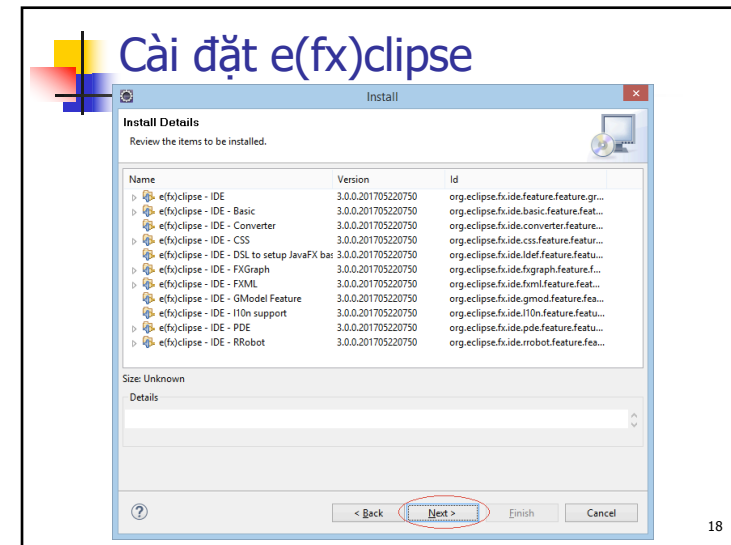 Cài đặt e(fx)clipse
Install
Install Details
Review the items to be installed.
Name Version Id
e(fx)clipse - IDE 3.0.0.201705220750 org.eclipse.fx.ide.feature.feature.gr...
e(fx)clipse - IDE - Basic 3.0.0.201705220750 org.eclipse.fx.ide.basic.feature.feat...
e(fx)clipse - IDE - Converter 3.0.0.201705220750 org.eclipse.fx.ide.converter.feature...
e(fx)clipse - IDE - CSS 3.0.0.201705220750 org.eclipse.fx.ide.css.feature.featur...
e(fx)clipse - IDE - DSL to setup JavaFX bas 3.0.0.201705220750 org.eclipse.fx.ide.ldef.feature.featu...
e(fx)clipse - IDE - FXGraph 3.0.0.201705220750 org.eclipse.fx.ide.fxgraph.feature.f...
e(fx)clipse - IDE - FXML 3.0.0.201705220750 org.eclipse.fx.ide.fxml.feature.feat...
e(fx)clipse - IDE - GModel Feature 3.0.0.201705220750 org.eclipse.fx.ide.gmod.feature.fea...
e(fx)clipse - IDE - l10n support 3.0.0.201705220750 org.eclipse.fx.ide.l10n.feature.featu...
e(fx)clipse - IDE - PDE 3.0.0.201705220750 org.eclipse.fx.ide.pde.feature.featu...
e(fx)clipse - IDE - RRobot 3.0.0.201705220750 org.eclipse.fx.ide.rrobot.feature.fea...
Size: Unknown
Details
< Back Next > Finish Cancel
18